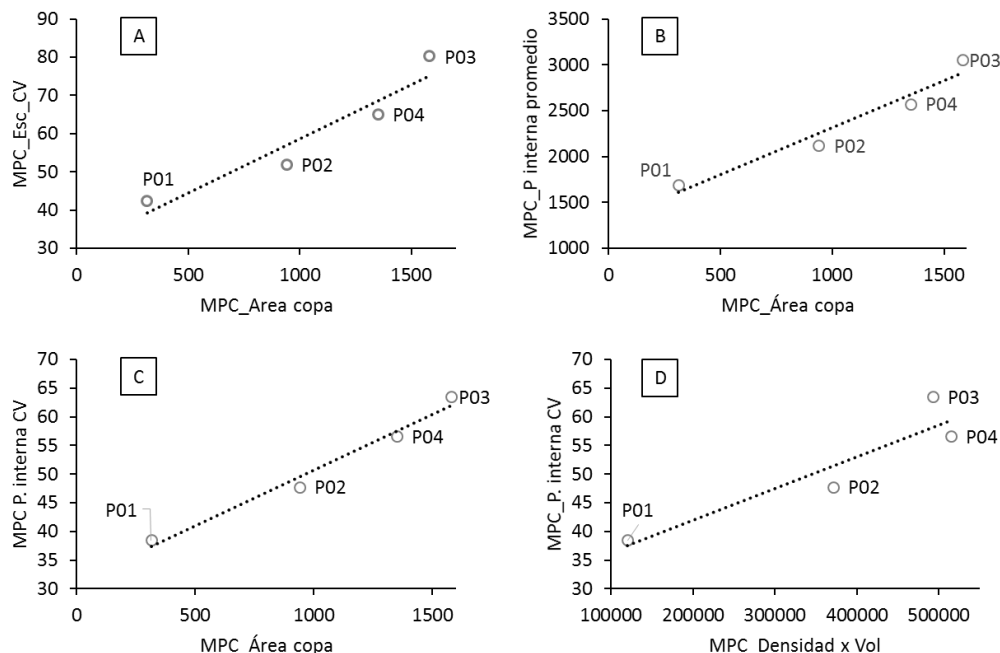 A
MPC_Esc_CV
90
80
70
60
50
40
30
P01
P02
P04
P03
0
500
1000
1500
MPC_Area copa
B
MPC_P interna promedio
3500
3000
2500
2000
1500
1000
P01
P02
P04
P03
0
500
1000
1500
MPC_Área copa
C
MPC P. interna CV
70
65
60
55
50
45
40
35
30
P01
P02
P04
P03
0
500
1000
1500
MPC Área copa
D
MPC_P. interna CV
70
65
60
55
50
45
40
35
30
P01
P02
P03
P04
100000
200000
300000
400000
500000
MPC Densidad x Vol